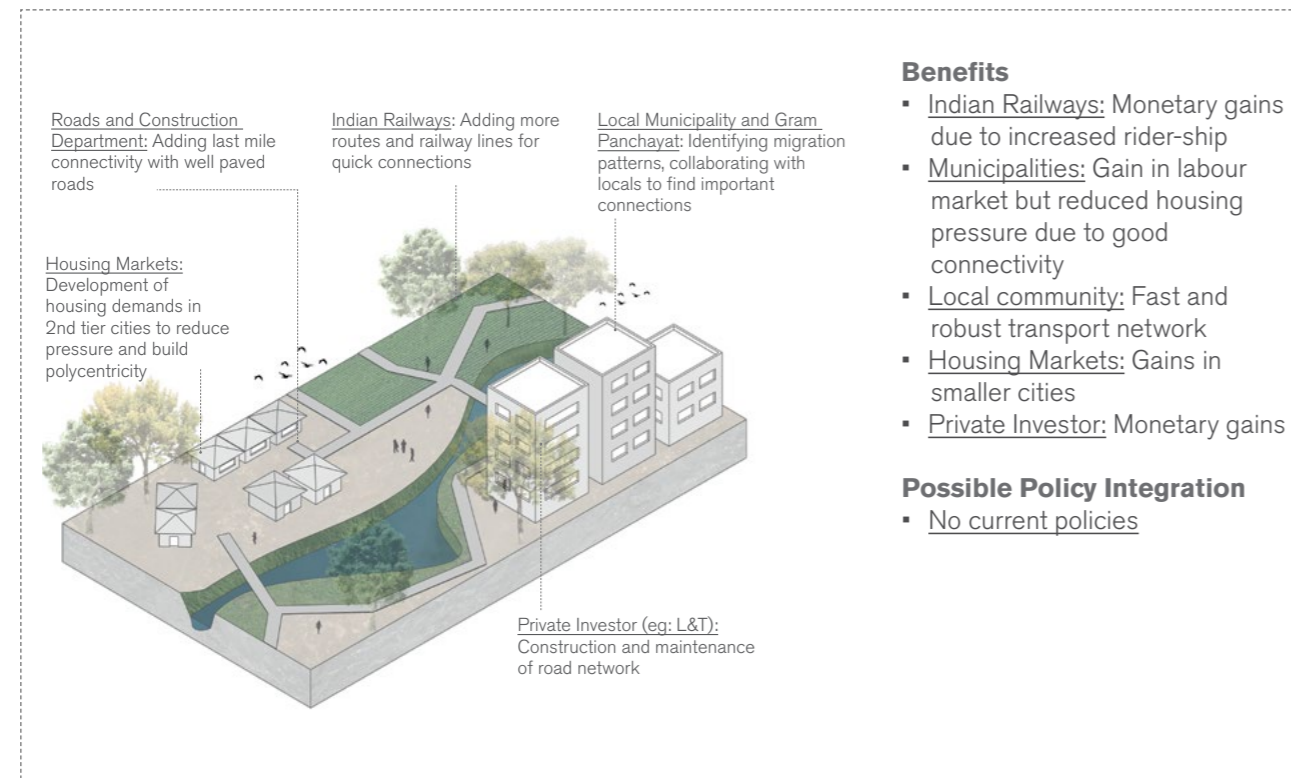 Roads and Construction
Department: Adding last mile
connectivity with well paved
roads
Indian Railways: Adding more
routes and railway lines for
quick connections
Local Municipality and Gram
Panchayat: Identifying migration
patterns, collaborating with
locals to find important
connections
Housing Markets:
Development of
housing demands in
2nd tier cities to reduce
pressure and build
polycentricity
Private Investor (eg: L&T):
Construction and maintenance
of road network
Benefits
▪ Indian Railways: Monetary gains
due to increased rider-ship
▪ Municipalities: Gain in labour
market but reduced housing
pressure due to good
connectivity
▪ Local community: Fast and
robust transport network
▪ Housing Markets: Gains in
smaller cities
▪ Private Investor: Monetary gains
Possible Policy Integration
▪ No current policies